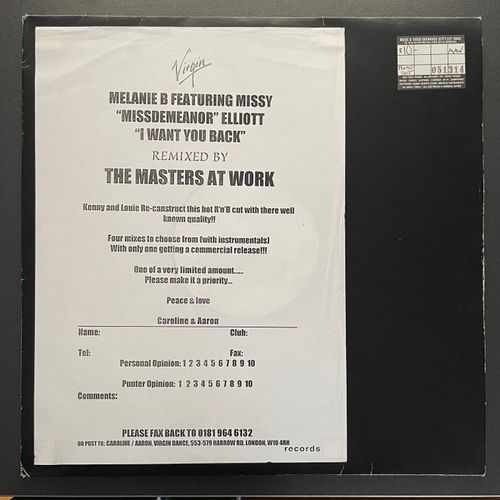 Virgin
MELANIE B FEATURING MISSY
"MISSDEMEANOR" ELLIOTT
"I WANT YOU BACK"
REMIXED BY
THE MASTERS AT WORK
Kenny and Louie Re-canstruct this hot R'n'B cut with there well
known quality!!
Four mixes to choose from (with instrumentals)
With only one getting a commercial release!!!
One of a very limited amount.....
Please make it a priority...
Peace & love
Caroline & Aaron
Name: Club:
Tel: Fax:
Personal Opinion: 1 2 3 4 5 6 7 8 9 10
Punter Opinion: 1 2 3 4 5 6 7 8 9 10
Comments:
PLEASE FAX BACK TO 0181 964 6132
OR POST TO: CAROLINE / AARON, VIRGIN DANCE, 553-579 HARROW RD, LONDON, W10 4RH
records
MUSIC & VIDEO EXCHANGE
£10-
051314